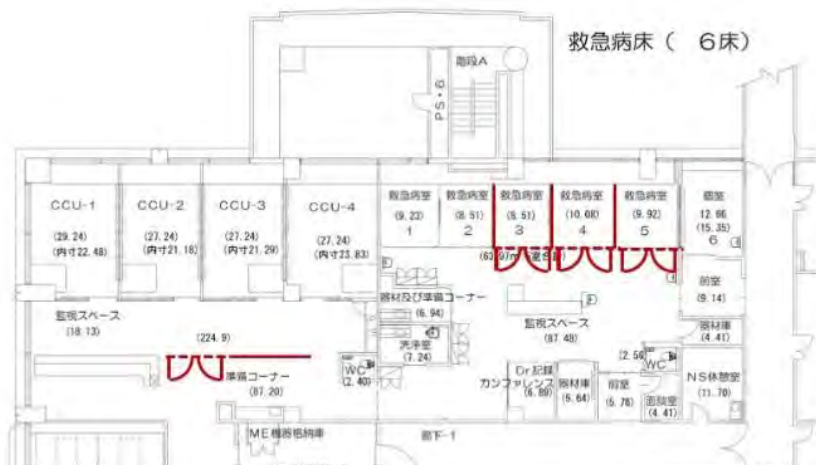 救急病床（　６床）
階段A
PS・6
CCU-1
(29.24)
(内寸22.48)
CCU-2
(27.24)
(内寸21.18)
CCU-3
(27.24)
(内寸21.29)
CCU-4
(27.24)
(内寸23.83)
救急病室
(9.23)
1
救急病室
(8.51)
2
救急病室
(8.51)
3
救急病室
(10.08)
4
救急病室
(9.92)
5
個室
12.66
(15.35)
6
前室
(9.14)
器材及び準備コーナー
(6.94)
監視スペース
(87.48)
洗浄室
(7.24)
器材庫
(4.41)
監視スペース
(18.13)
(224.9)
準備コーナー
(67.20)
WC
(2.40)
Dr記録
カンファレンス
(6.89)
器材庫
(5.64)
前室
(5.76)
WC
面談室
(4.41)
NS休憩室
(11.70)
ME機器格納庫
廊下-1